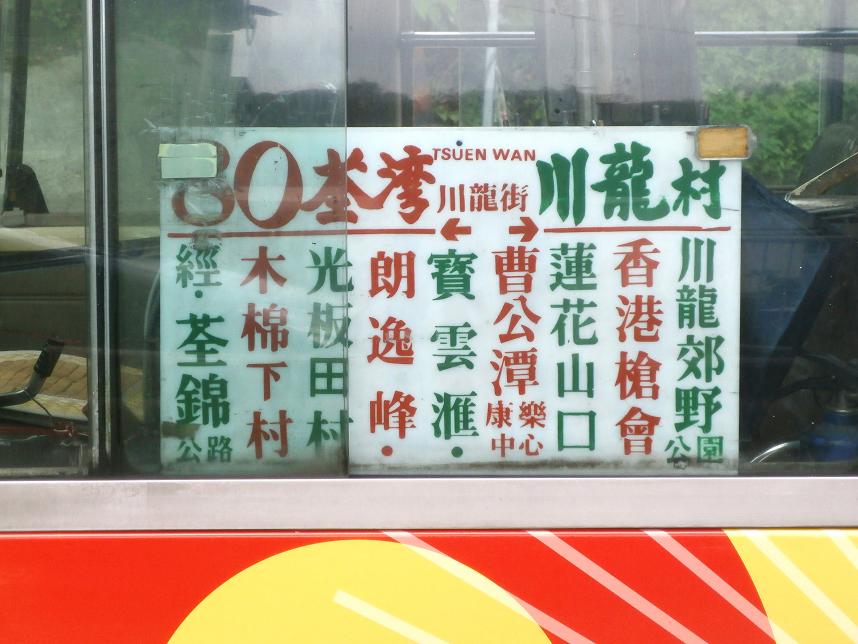 80 荃灣 TSUEN WAN 川龍街 川龍村
經·荃錦公路
木棉下村
光板田村
朗逸峰·
寶雲滙·
曹公潭康樂中心
蓮花山口
香港槍會
川龍郊野公園